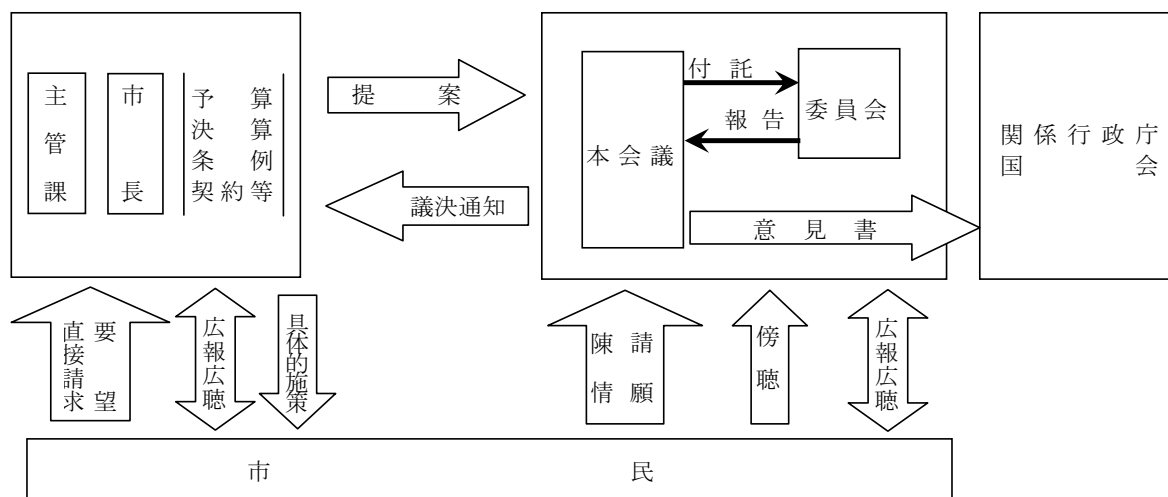 主管課
市長
予算
決算
条例
契約等
提案
議決通知
本会議
付託
報告
委員会
意見書
関係行政庁
国会
要望
直接請求
広報広聴
具体的施策
請願
陳情
傍聴
広報広聴
市民